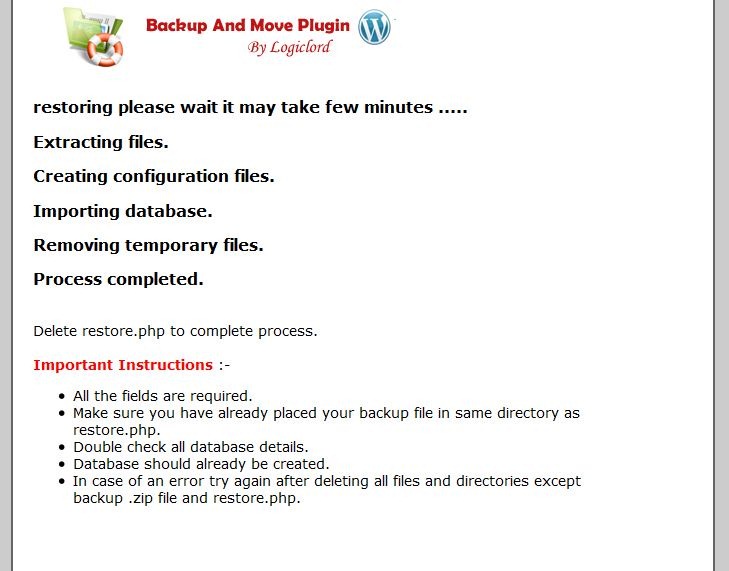 Backup And Move Plugin
By Logiclord
restoring please wait it may take few minutes .....
Extracting files.
Creating configuration files.
Importing database.
Removing temporary files.
Process completed.
Delete restore.php to complete process.
Important Instructions :-
All the fields are required.
Make sure you have already placed your backup file in same directory as
restore.php.
Double check all database details.
Database should already be created.
In case of an error try again after deleting all files and directories except
backup .zip file and restore.php.